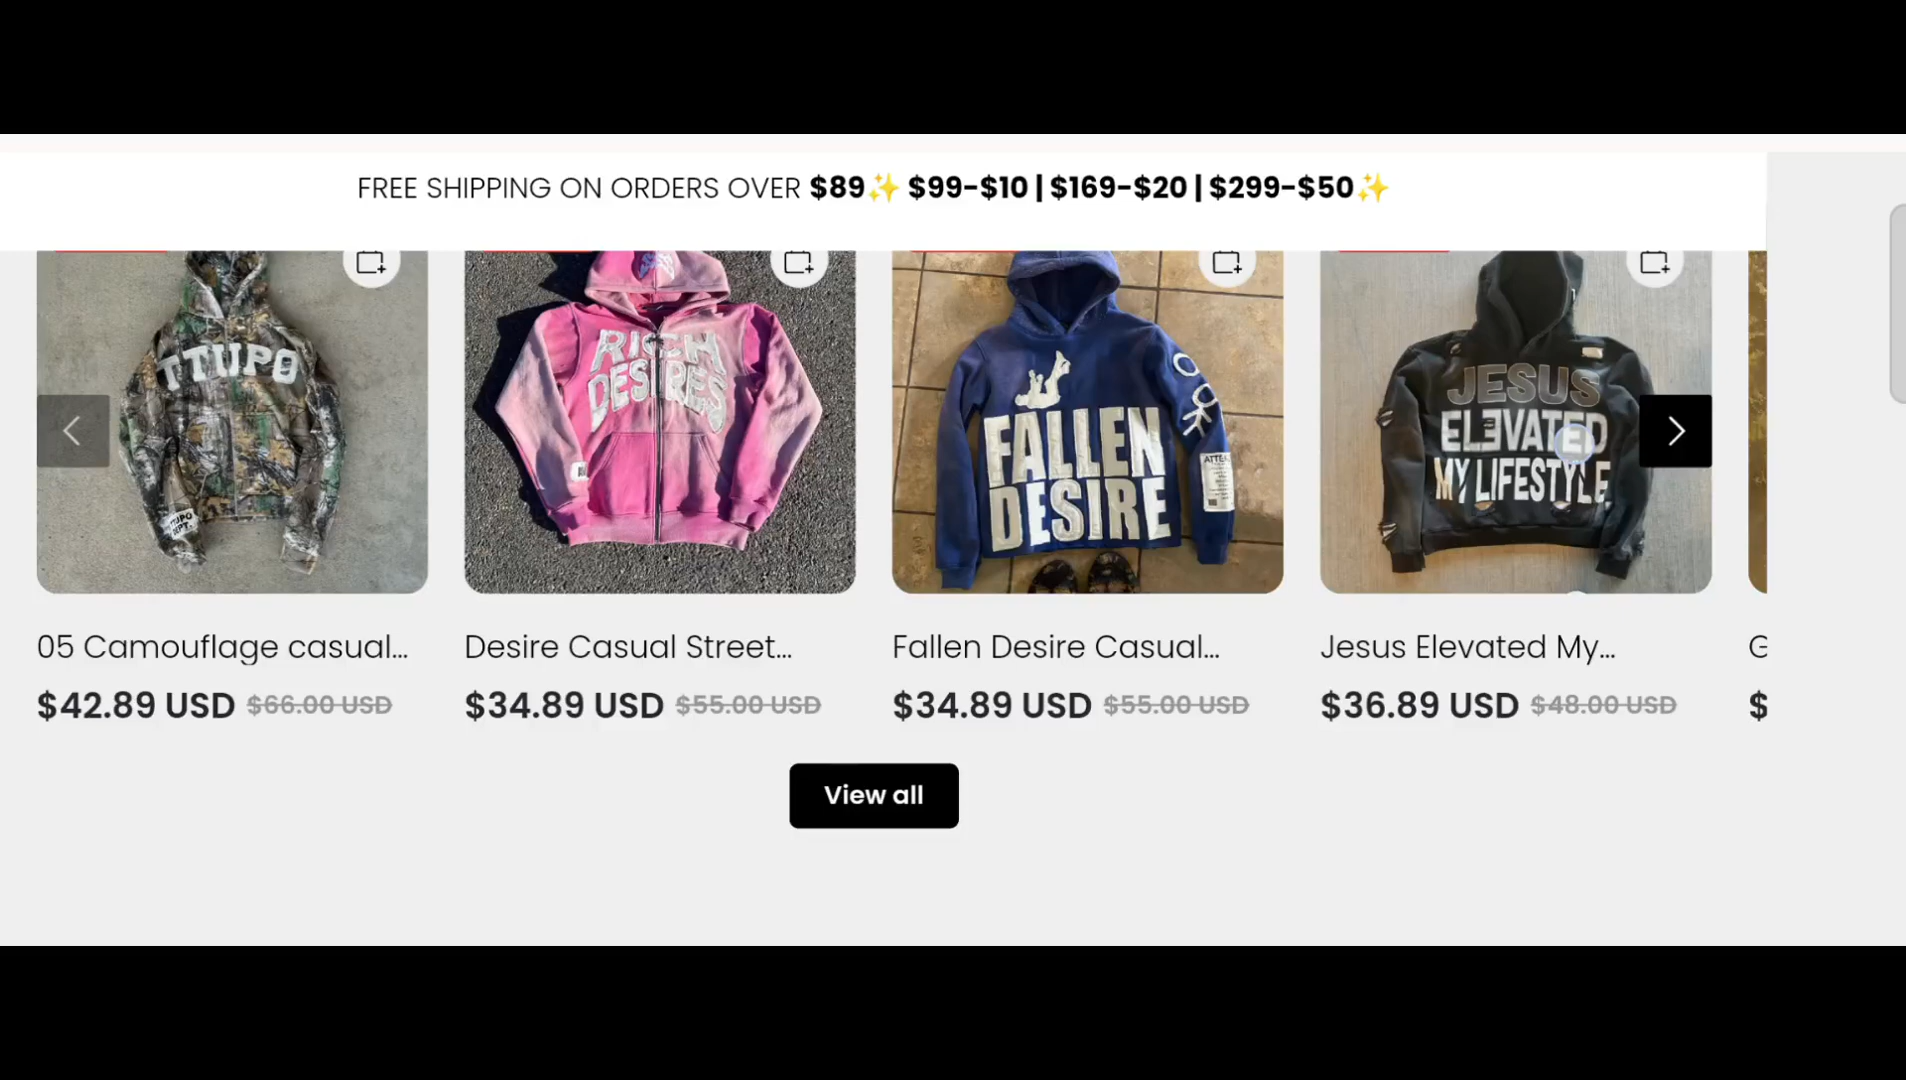 FREE SHIPPING ON ORDERS OVER $89✨ $99-$10 | $169-$20 | $299-$50✨
TTUPO
RICH
DESIRES
FALLEN
DESIRE
JESUS
ELEVATED
MY LIFESTYLE
05 Camouflage casual...
Desire Casual Street...
Fallen Desire Casual...
Jesus Elevated My...
G
$42.89 USD $66.00 USD
$34.89 USD $55.00 USD
$34.89 USD $55.00 USD
$36.89 USD $48.00 USD
$
View all